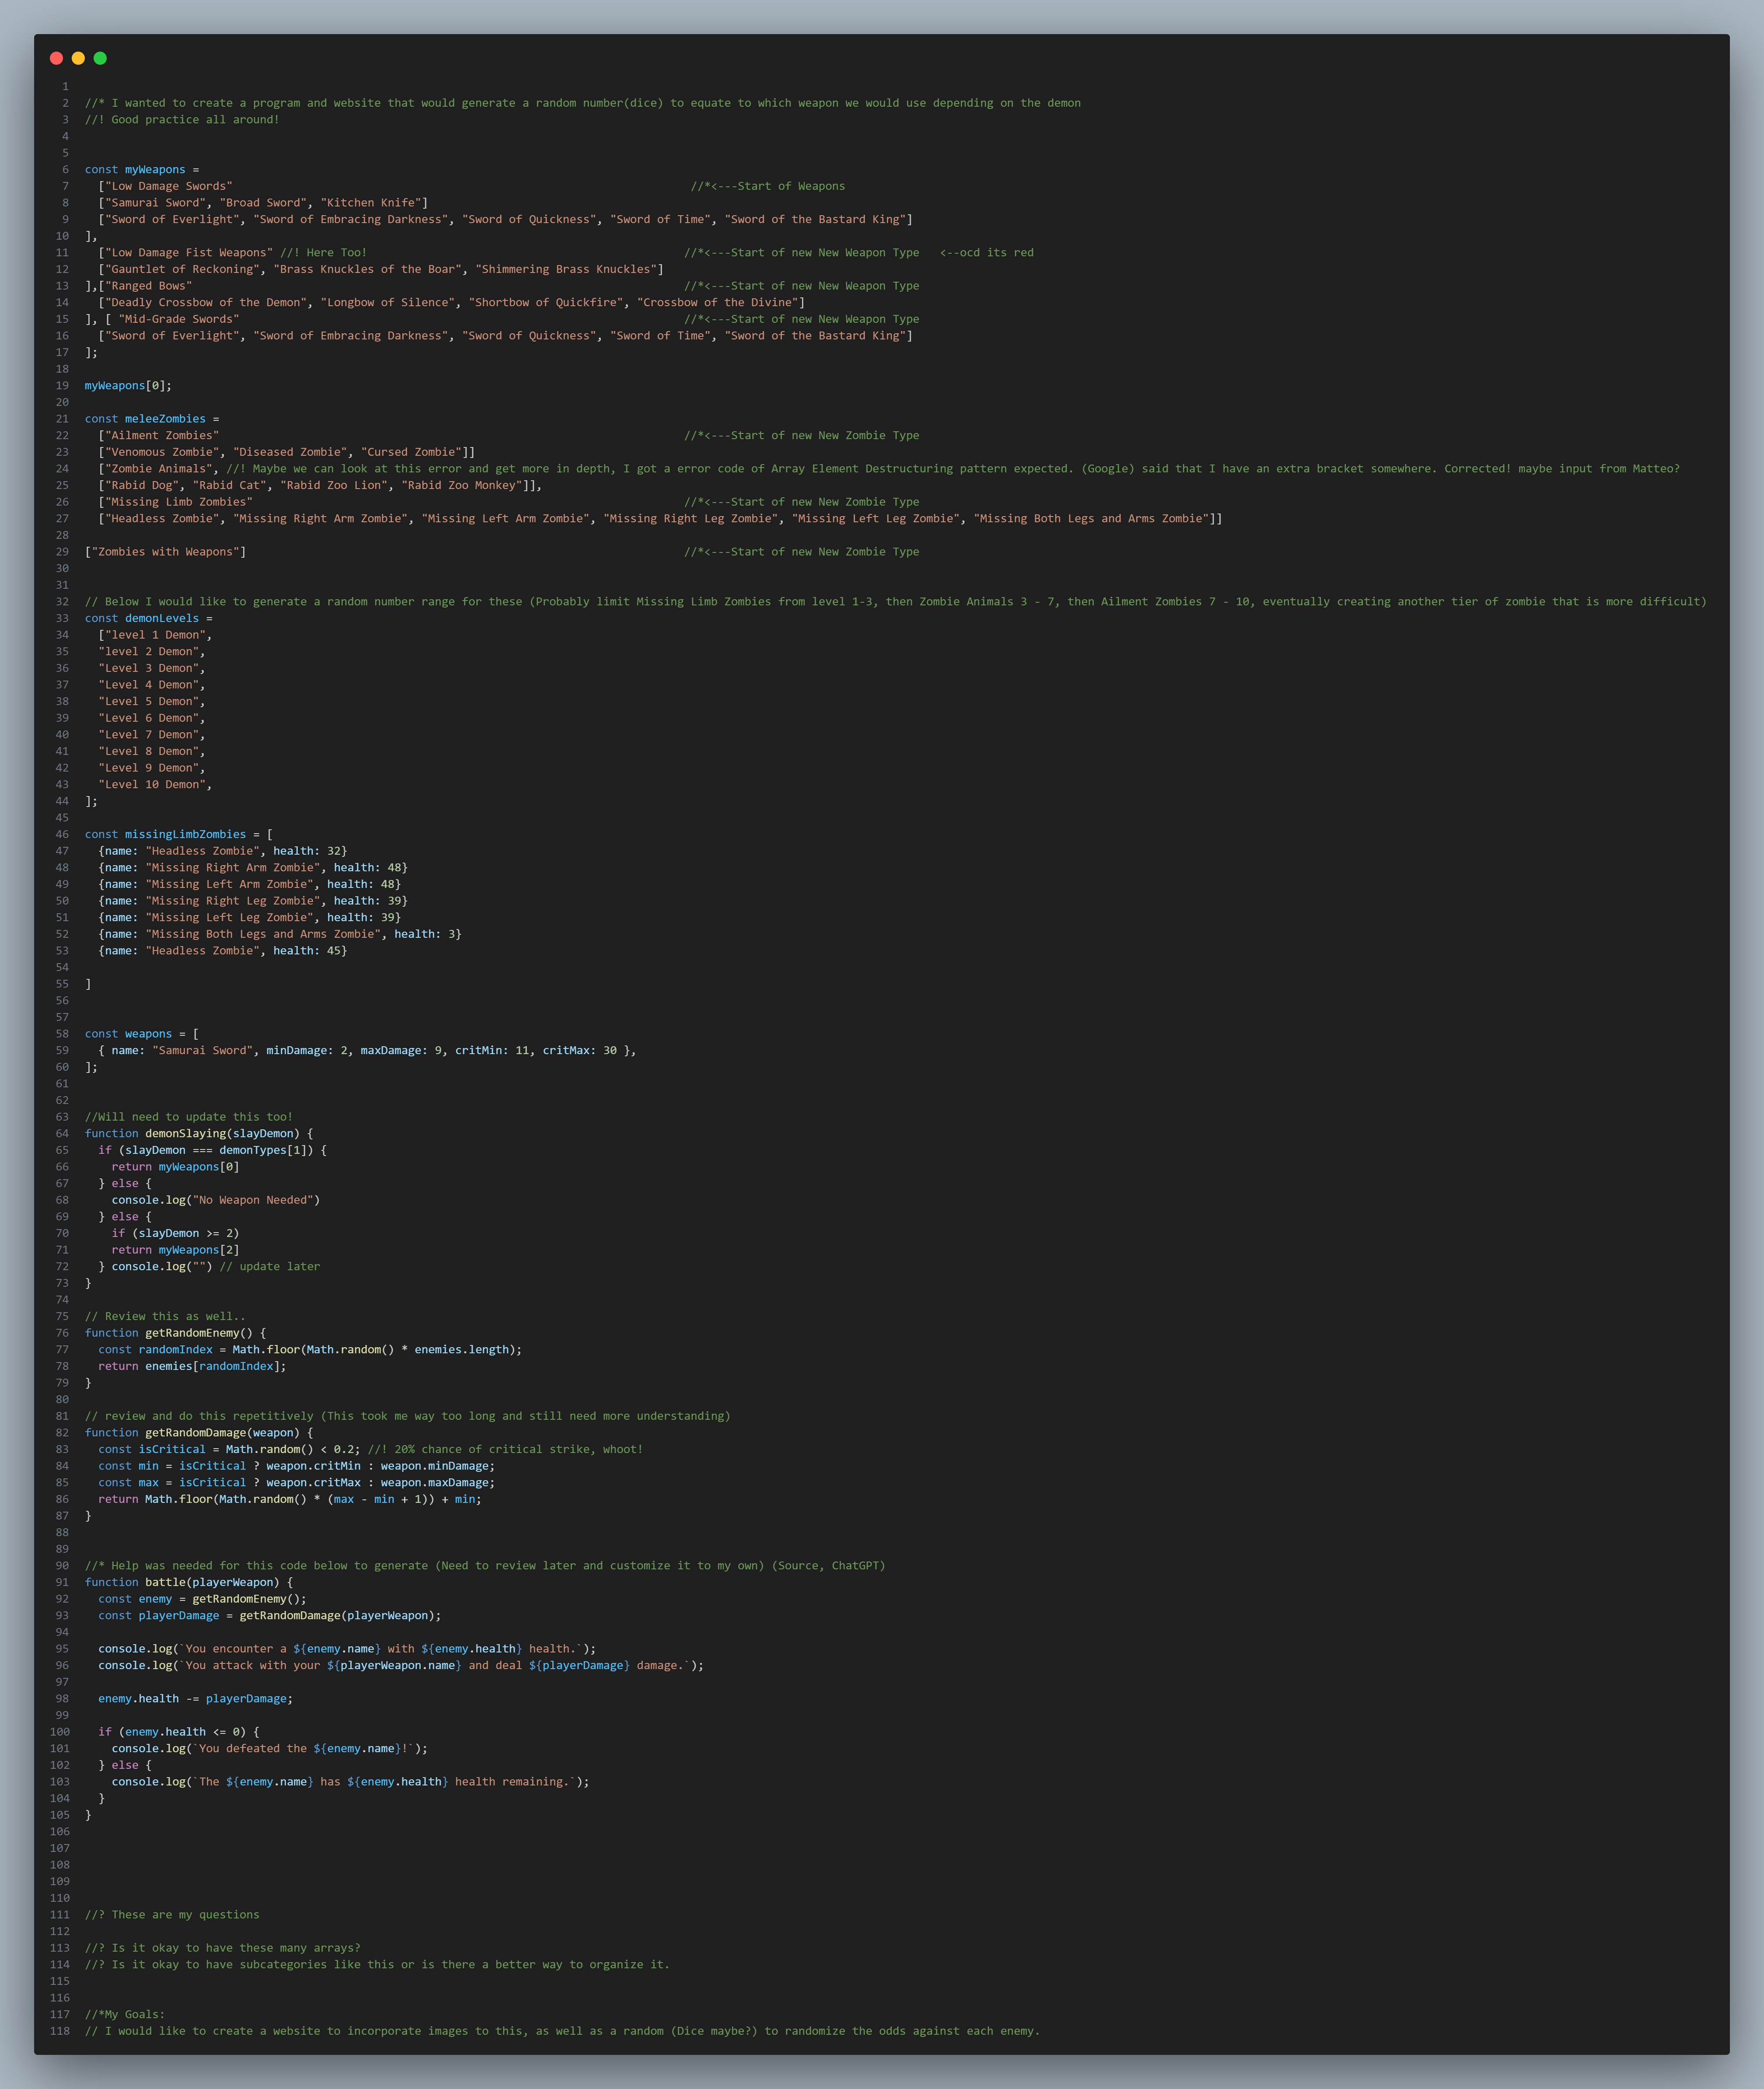 1
2 //* I wanted to create a program and website that would generate a random number(dice) to equate to which weapon we would use depending on the demon
3 //! Good practice all around!
4
5
6 const myWeapons =
7   ["Low Damage Swords"                                                                    //*<---Start of Weapons
8   ["Samurai Sword", "Broad Sword", "Kitchen Knife"]
9   ["Sword of Everlight", "Sword of Embracing Darkness", "Sword of Quickness", "Sword of Time", "Sword of the Bastard King"]
10 ],
11   ["Low Damage Fist Weapons" //! Here Too!                                               //*<---Start of new New Weapon Type   <--ocd its red
12   ["Gauntlet of Reckoning", "Brass Knuckles of the Boar", "Shimmering Brass Knuckles"]
13 ],["Ranged Bows"                                                                         //*<---Start of new New Weapon Type
14   ["Deadly Crossbow of the Demon", "Longbow of Silence", "Shortbow of Quickfire", "Crossbow of the Divine"]
15 ], [ "Mid-Grade Swords"                                                                  //*<---Start of new New Weapon Type
16   ["Sword of Everlight", "Sword of Embracing Darkness", "Sword of Quickness", "Sword of Time", "Sword of the Bastard King"]
17 ];
18
19 myWeapons[0];
20
21 const meleeZombies =
22   ["Ailment Zombies"                                                                     //*<---Start of new New Zombie Type
23   ["Venomous Zombie", "Diseased Zombie", "Cursed Zombie"]]
24   ["Zombie Animals", //! Maybe we can look at this error and get more in depth, I got a error code of Array Element Destructuring pattern expected. (Google) said that I have an extra bracket somewhere. Corrected! maybe input from Matteo?
25   ["Rabid Dog", "Rabid Cat", "Rabid Zoo Lion", "Rabid Zoo Monkey"]],
26   ["Missing Limb Zombies"                                                                //*<---Start of new New Zombie Type
27   ["Headless Zombie", "Missing Right Arm Zombie", "Missing Left Arm Zombie", "Missing Right Leg Zombie", "Missing Left Leg Zombie", "Missing Both Legs and Arms Zombie"]]
28
29 ["Zombies with Weapons"]                                                                 //*<---Start of new New Zombie Type
30
31
32 // Below I would like to generate a random number range for these (Probably limit Missing Limb Zombies from level 1-3, then Zombie Animals 3 - 7, then Ailment Zombies 7 - 10, eventually creating another tier of zombie that is more difficult)
33 const demonLevels =
34   ["level 1 Demon",
35   "level 2 Demon",
36   "Level 3 Demon",
37   "Level 4 Demon",
38   "Level 5 Demon",
39   "Level 6 Demon",
40   "Level 7 Demon",
41   "Level 8 Demon",
42   "Level 9 Demon",
43   "Level 10 Demon",
44 ];
45
46 const missingLimbZombies = [
47   {name: "Headless Zombie", health: 32}
48   {name: "Missing Right Arm Zombie", health: 48}
49   {name: "Missing Left Arm Zombie", health: 48}
50   {name: "Missing Right Leg Zombie", health: 39}
51   {name: "Missing Left Leg Zombie", health: 39}
52   {name: "Missing Both Legs and Arms Zombie", health: 3}
53   {name: "Headless Zombie", health: 45}
54
55 ]
56
57
58 const weapons = [
59   { name: "Samurai Sword", minDamage: 2, maxDamage: 9, critMin: 11, critMax: 30 },
60 ];
61
62
63 //Will need to update this too!
64 function demonSlaying(slayDemon) {
65   if (slayDemon === demonTypes[1]) {
66     return myWeapons[0]
67   } else {
68     console.log("No Weapon Needed")
69   } else {
70     if (slayDemon >= 2)
71     return myWeapons[2]
72   } console.log("") // update later
73 }
74
75 // Review this as well..
76 function getRandomEnemy() {
77   const randomIndex = Math.floor(Math.random() * enemies.length);
78   return enemies[randomIndex];
79 }
80
81 // review and do this repetitively (This took me way too long and still need more understanding)
82 function getRandomDamage(weapon) {
83   const isCritical = Math.random() < 0.2; //! 20% chance of critical strike, whoot!
84   const min = isCritical ? weapon.critMin : weapon.minDamage;
85   const max = isCritical ? weapon.critMax : weapon.maxDamage;
86   return Math.floor(Math.random() * (max - min + 1)) + min;
87 }
88
89
90 //* Help was needed for this code below to generate (Need to review later and customize it to my own) (Source, ChatGPT)
91 function battle(playerWeapon) {
92   const enemy = getRandomEnemy();
93   const playerDamage = getRandomDamage(playerWeapon);
94
95   console.log(`You encounter a ${enemy.name} with ${enemy.health} health.`);
96   console.log(`You attack with your ${playerWeapon.name} and deal ${playerDamage} damage.`);
97
98   enemy.health -= playerDamage;
99
100   if (enemy.health <= 0) {
101     console.log(`You defeated the ${enemy.name}!`);
102   } else {
103     console.log(`The ${enemy.name} has ${enemy.health} health remaining.`);
104   }
105 }
106
107
108
109
110
111 //? These are my questions
112
113 //? Is it okay to have these many arrays?
114 //? Is it okay to have subcategories like this or is there a better way to organize it.
115
116
117 //*My Goals:
118 // I would like to create a website to incorporate images to this, as well as a random (Dice maybe?) to randomize the odds against each enemy.